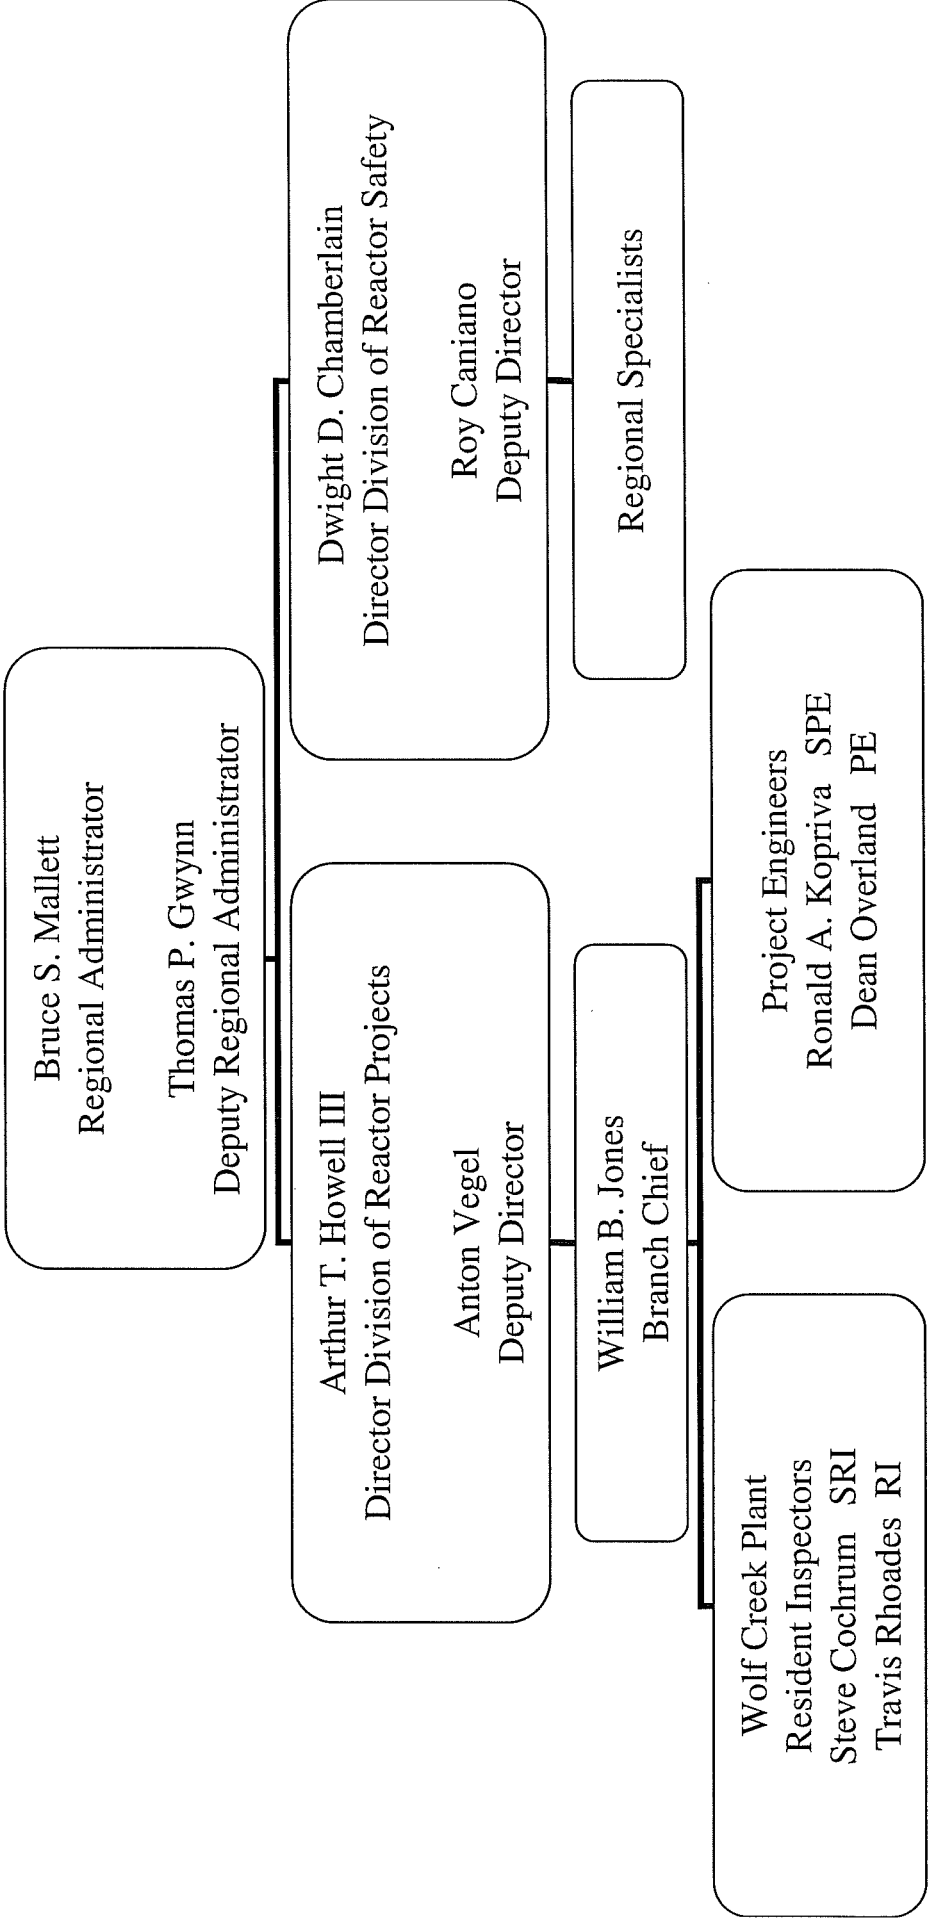 Bruce S. Mallett
Regional Administrator
Thomas P. Gwynn
Deputy Regional Administrator
Arthur T. Howell III
Director Division of Reactor Projects
Anton Vegel
Deputy Director
Dwight D. Chamberlain
Director Division of Reactor Safety
Roy Caniano
Deputy Director
William B. Jones
Branch Chief
Regional Specialists
Wolf Creek Plant
Resident Inspectors
Steve Cochrum SRI
Travis Rhoades RI
Project Engineers
Ronald A. Kopriva SPE
Dean Overland PE